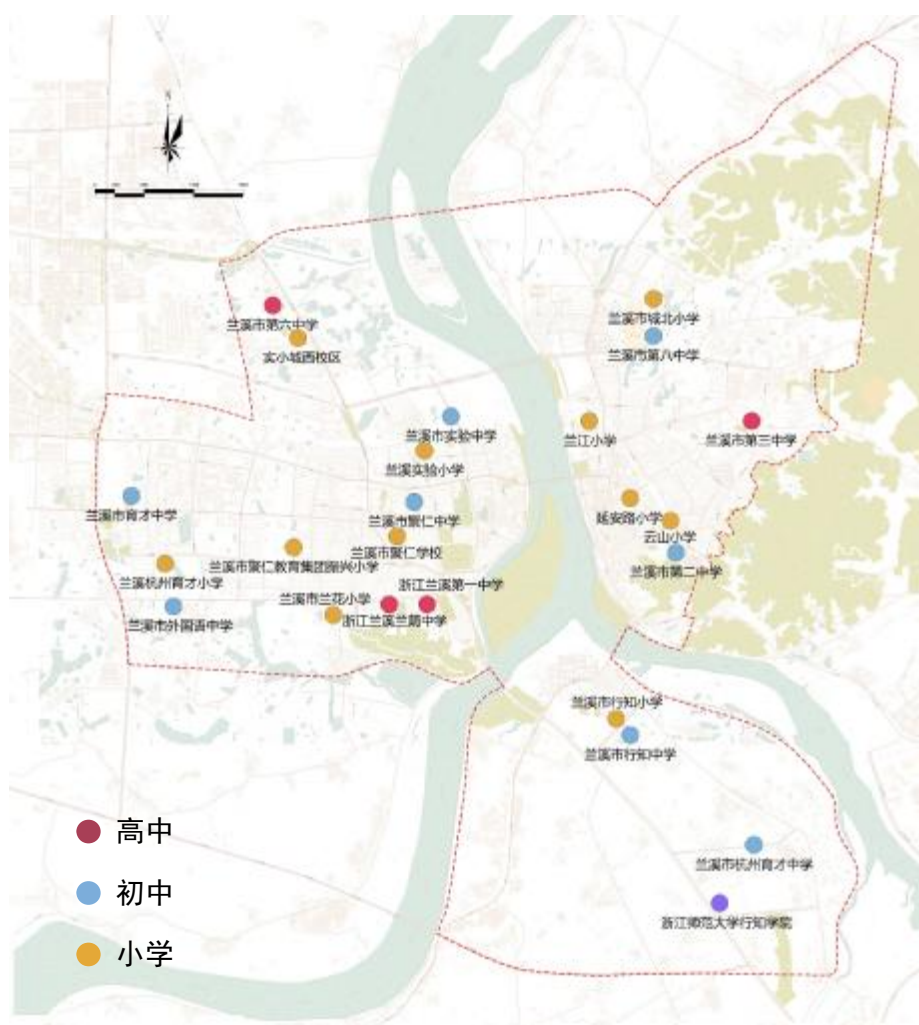 N
兰溪市城北小学
兰溪市第六中学
兰溪市第八中学
实小城西校区
兰溪市实验中学
兰江小学
兰溪市第三中学
兰溪实验小学
兰溪市育才中学
兰溪市聚仁中学
延安路小学
云山小学
兰溪市聚仁学校
兰溪市聚仁教育集团振兴小学
兰溪市第二中学
兰溪杭州育才小学
浙江兰溪第一中学
兰溪市兰花小学
兰溪市外国语中学
浙江兰溪兰荫中学
兰溪市行知小学
兰溪市行知中学
高中
兰溪市杭州育才中学
初中
浙江师范大学行知学院
小学